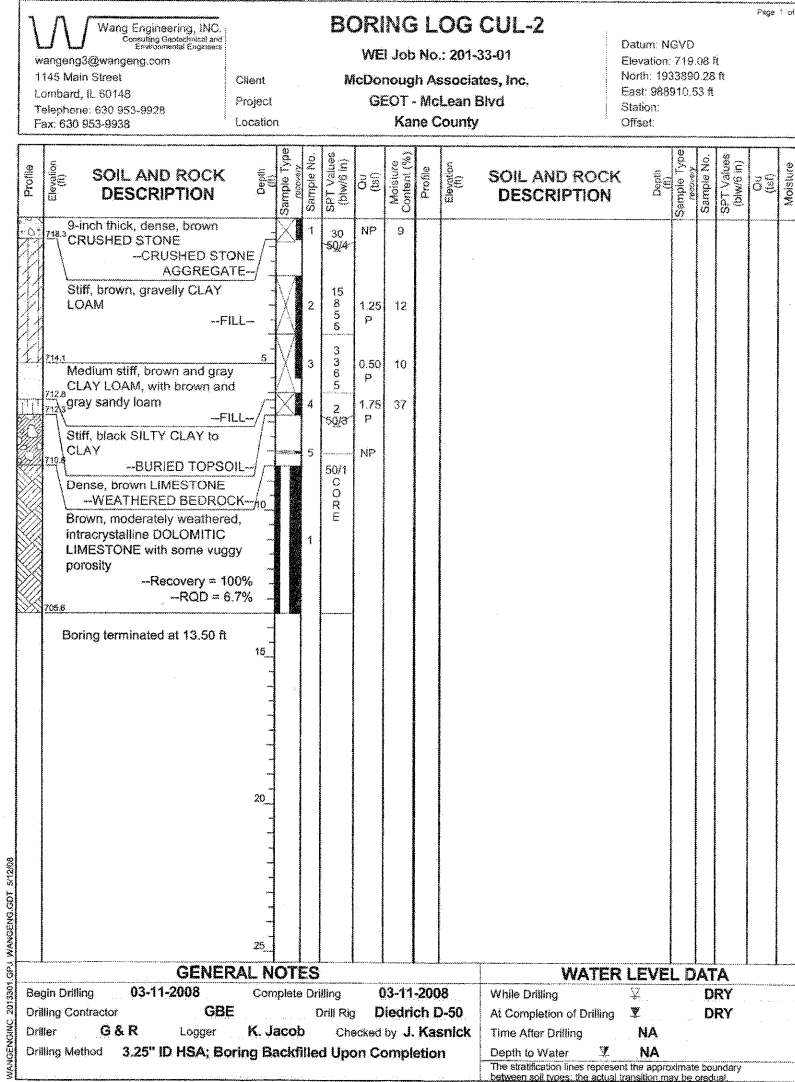 Page 1 of
Wang Engineering, INC.
Consulting Geotechnical and
Environmental Engineers
wangeng3@wangeng.com
1145 Main Street
Lombard, IL 60148
Telephone: 630 953-9928
Fax: 630 953-9938
BORING LOG CUL-2
WEI Job No.: 201-33-01
Client McDonough Associates, Inc.
Project GEOT - McLean Blvd
Location Kane County
Datum: NGVD
Elevation: 719.08 ft
North: 1933890.28 ft
East: 988910.53 ft
Station:
Offset:
Profile Elevation (ft) SOIL AND ROCK DESCRIPTION Depth (ft) Sample Type recovery Sample No. SPT Values (blw/6 in) Qu (tsf) Moisture Content (%)
Profile Elevation (ft) SOIL AND ROCK DESCRIPTION Depth (ft) Sample Type recovery Sample No. SPT Values (blw/6 in) Qu (tsf) Moisture
9-inch thick, dense, brown 1 30 NP 9
718.3 CRUSHED STONE 50/4
--CRUSHED STONE
AGGREGATE--
Stiff, brown, gravelly CLAY 15
LOAM 2 8 1.25 12
--FILL-- 5 P
5
3
714.1 5 3 3 0.50 10
Medium stiff, brown and gray 6 P
CLAY LOAM, with brown and 5
712.8 gray sandy loam 4 2 1.75 37
712.3 --FILL-- 50/3 P
Stiff, black SILTY CLAY to
CLAY 5 NP
710.6 --BURIED TOPSOIL-- 50/1
Dense, brown LIMESTONE C
--WEATHERED BEDROCK-- 10 O
Brown, moderately weathered, R
intracrystalline DOLOMITIC E
LIMESTONE with some vuggy 1
porosity
--Recovery = 100%
--RQD = 6.7%
705.6
Boring terminated at 13.50 ft
15
20
25
WANGENGINC 2013301.GPJ WANGENG.GDT 5/12/08
GENERAL NOTES
Begin Drilling 03-11-2008 Complete Drilling 03-11-2008
Drilling Contractor GBE Drill Rig Diedrich D-50
Driller G & R Logger K. Jacob Checked by J. Kasnick
Drilling Method 3.25" ID HSA; Boring Backfilled Upon Completion
WATER LEVEL DATA
While Drilling DRY
At Completion of Drilling DRY
Time After Drilling NA
Depth to Water NA
The stratification lines represent the approximate boundary
between soil types; the actual transition may be gradual.